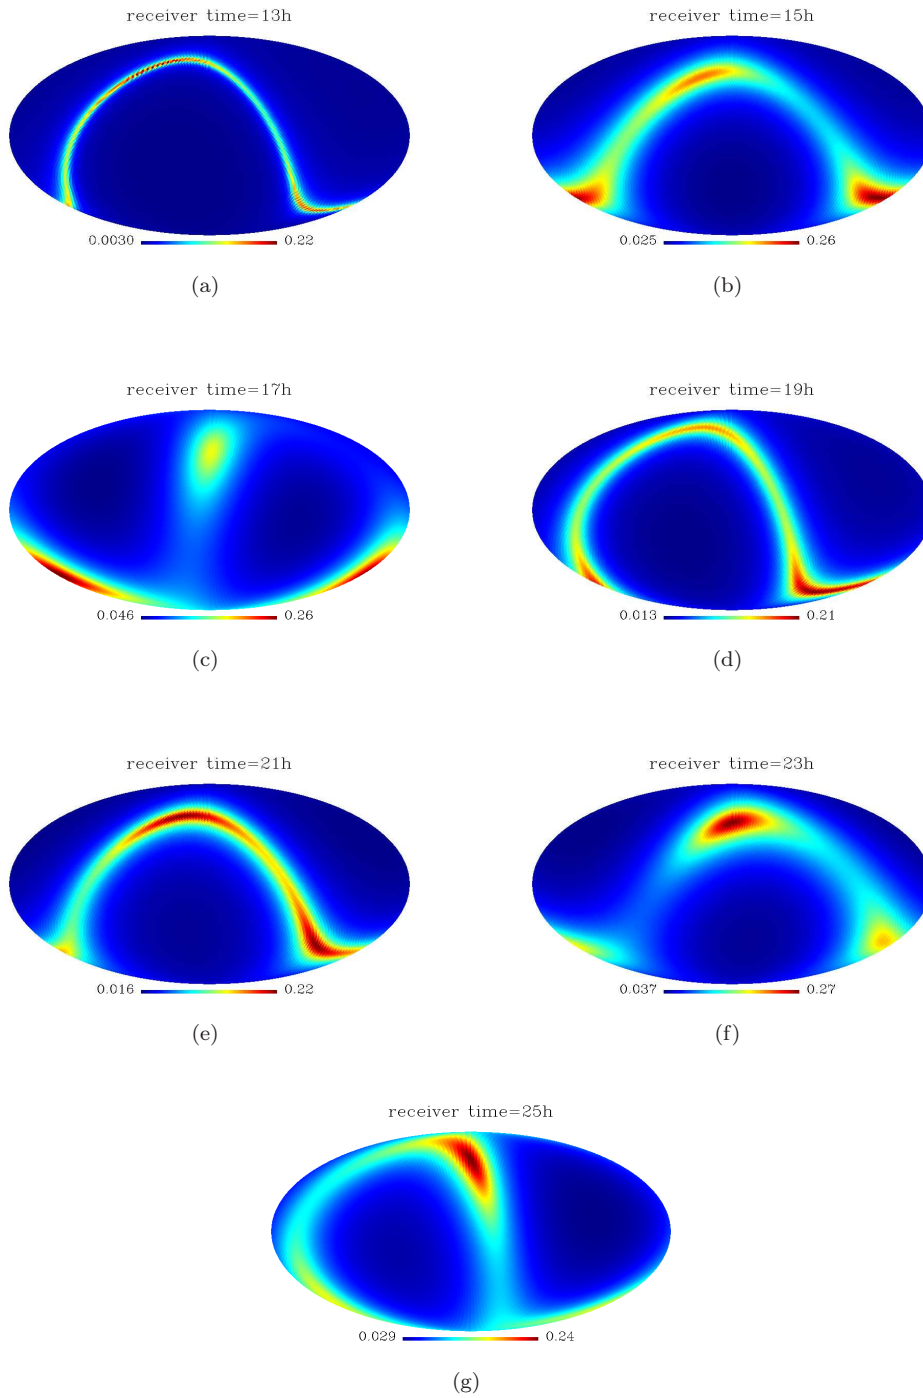 receiver time=13h
0.0030 0.22
(a)
receiver time=15h
0.025 0.26
(b)
receiver time=17h
0.046 0.26
(c)
receiver time=19h
0.013 0.21
(d)
receiver time=21h
0.016 0.22
(e)
receiver time=23h
0.037 0.27
(f)
receiver time=25h
0.029 0.24
(g)